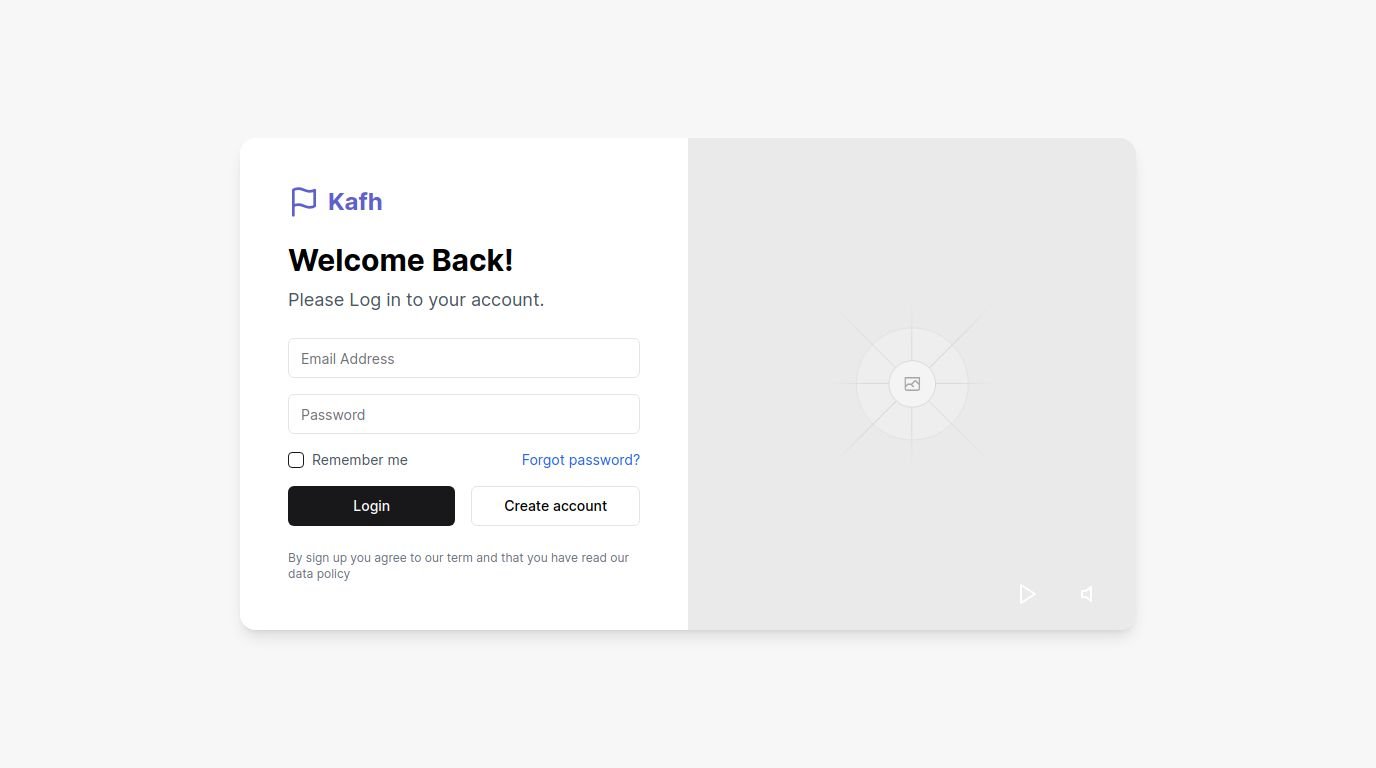 Kafh
Welcome Back!
Please Log in to your account.
Email Address
Password
Remember me
Forgot password?
Login
Create account
By sign up you agree to our term and that you have read our
data policy